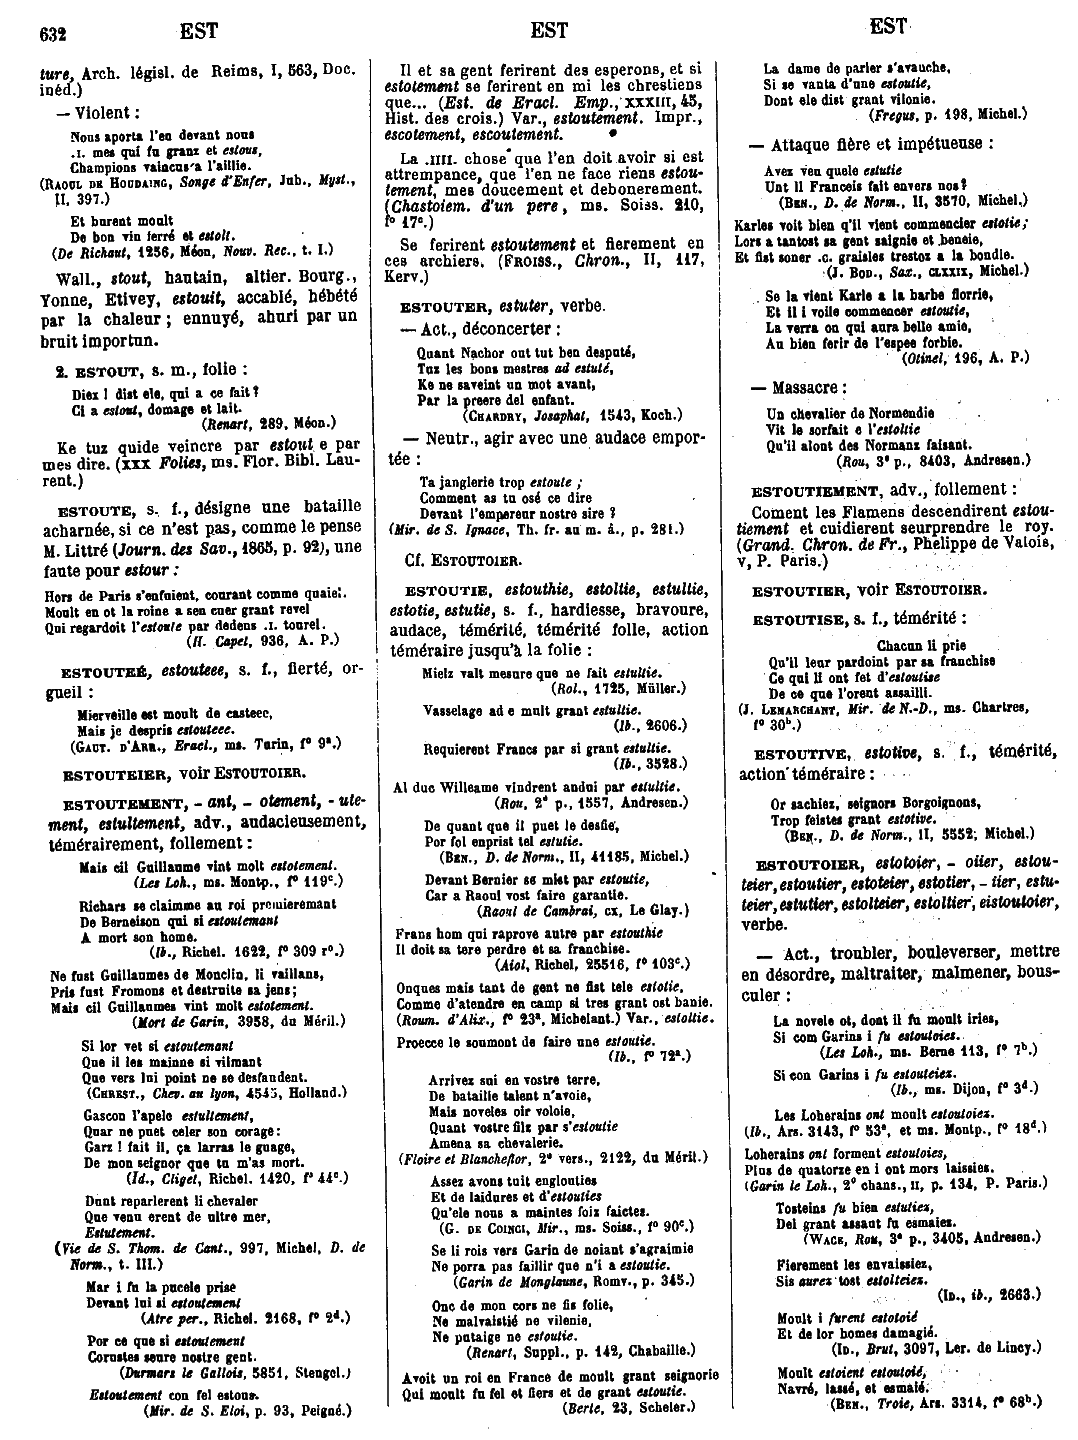 632 EST EST EST
ture, Arch. législ. de Reims, I, 563, Doc.
inéd.)
— Violent :
Nous aporta l'en devant nous
.I. mes qui fu granz et estous,
Champions vaincus a l'aillie.
(RAOUL DE HOUDAING, Songe d'Enfer, Jub., Myst.,
II, 397.)
Et burent moult
De bon vin ferré et estolt.
(De Richaut, 1256, Méon, Nouv. Rec., t. I.)
Wall., stout, hautain, altier. Bourg.,
Yonne, Etivey, estouit, accablé, hébété
par la chaleur ; ennuyé, ahuri par un
bruit importun.
2. ESTOUT, s. m., folie :
Diex ! dist ele, qui a ce fait ?
Ci a estout, domage et lait.
(Renart, 289, Méon.)
Ke tuz quide veincre par estout e par
mes dire. (XXX Folies, ms. Flor. Bibl. Lau-
rent.)
ESTOUTE, s. f., désigne une bataille
acharnée, si ce n'est pas, comme le pense
M. Littré (Journ. des Sav., 1865, p. 92), une
faute pour estour :
Hors de Paris s'enfuient, courant comme quaiel.
Moult en ot la roine a sen cuer grant revel
Qui regardoit l'estoute par dedens .I. tourel.
(H. Capet, 936, A. P.)
ESTOUTEÉ, estouteee, s. f., fierté, or-
gueil :
Mierveille est moult de casteec,
Mais je despris estouteee.
(GAUT. D'ARR., Eracl., ms. Turin, f° 9ª.)
ESTOUTEIER, voir ESTOUTOIER.
ESTOUTEMENT, - ant, - otement, - ute-
ment, estultement, adv., audacieusement,
témérairement, follement :
Mais cil Guillaume vint molt estotement.
(Les Loh., ms. Montp., f° 119ᶜ.)
Richars se claimme au roi premierement
De Berneison qui si estoutemant
A mort son home.
(Ib., Richel. 1622, f° 309 r°.)
Ne fust Guillaumes de Monclin, li vaillans,
Pris fust Fromons et destruite sa jens ;
Mais cil Guillaumes vint molt estotement.
(Mort de Garin, 3958, du Méril.)
Si lor vet si estoutemant
Que il les mainne si vilmant
Que vers lui point ne se desfandent.
(CHREST., Chev. au lyon, 4545, Holland.)
Gascon l'apele estultement,
Quar ne puet celer son corage :
Garz ! fait il, ça larras le guage,
De mon seignor que tu m'as mort.
(Id., Cliget, Richel. 1420, f° 44ᶜ.)
Dunt reparlerent li chevaler
Que venu erent de ultre mer,
Estutement.
(Vie de S. Thom. de Cant., 997, Michel, D. de
Norm., t. III.)
Mar i fu la pucele prise
Devant lui si estoutement
(Atre per., Richel. 2168, f° 2ᵈ.)
Por ce que si estoutement
Corustes seure nostre gent.
(Durmars le Gallois, 5851, Stengel.)
Estoutement con fel estous.
(Mir. de S. Eloi, p. 93, Peigné.)
Il et sa gent ferirent des esperons, et si
estotement se ferirent en mi les chrestiens
que... (Est. de Eracl. Emp., XXXIII, 45,
Hist. des crois.) Var., estoutement. Impr.,
escotement, escoutement.
La .IIII. chose que l'en doit avoir si est
attrempance, que l'en ne face riens estou-
tement, mes doucement et debonerement.
(Chastoiem. d'un pere, ms. Soiss. 210,
f° 17ᶜ.)
Se ferirent estoutement et fierement en
ces archiers. (FROISS., Chron., II, 117,
Kerv.)
ESTOUTER, estuter, verbe.
— Act., déconcerter :
Quant Nachor out tut ben desputé,
Tuz les bons mestres ad estuté,
Ke ne saveint un mot avant,
Par la preere del enfant.
(CHARDRY, Josaphat, 1543, Koch.)
— Neutr., agir avec une audace empor-
tée :
Ta janglerie trop estoute ;
Comment as tu osé ce dire
Devant l'empereur nostre sire ?
(Mir. de S. Ignace, Th. fr. au m. â., p. 281.)
Cf. ESTOUTOIER.
ESTOUTIE, estouthie, estoltie, estultie,
estotie, estutie, s. f., hardiesse, bravoure,
audace, témérité, témérité folle, action
téméraire jusqu'à la folie :
Mielz valt mesure que ne fait estultie.
(Rol., 1725, Müller.)
Vasselage ad e mult grant estultie.
(Ib., 2606.)
Requierent Francs par si grant estultie.
(Ib., 3528.)
Al duc Willeame vindrent andui par estultie.
(Rou, 2ᵉ p., 1557, Andresen.)
De quant que il puet le desfie,
Por fol enprist tel estutie.
(BEN., D. de Norm., II, 41185, Michel.)
Devant Bernier se mist par estoutie,
Car a Raoul vost faire garantie.
(Raoul de Cambrai, CX, Le Glay.)
Frans hom qui raprove autre par estouthie
Il doit sa tere perdre et sa franchise.
(Aiol, Richel, 25516, f° 103ᶜ.)
Onques mais tant de gent ne fist tele estotie,
Comme d'atendre en camp si tres grant ost banie.
(Roum. d'Alix., f° 23ª, Michelant.) Var., estoltie.
Proecce le soumont de faire une estoutie.
(Ib., f° 72ª.)
Arrivez sui en vostre terre,
De bataille talent n'avoie,
Mais noveles oir voloie,
Quant vostre filz par s'estoutie
Amena sa chevalerie.
(Floire et Blancheflor, 2ᵉ vers., 2122, du Méril.)
Assez avons tuit englouties
Et de laidures et d'estouties
Qu'ele nous a maintes foiz faictes.
(G. DE COINCI, Mir., ms. Soiss., f° 90ᶜ.)
Se li rois vers Garin de noiant s'agraimie
Ne porra pas faillir que n'i a estoutie.
(Garin de Monglaune, Romv., p. 345.)
Onc de mon cors ne fis folie,
Ne malvaistié ne vilenie,
Ne putaige ne estoutie.
(Renart, Suppl., p. 142, Chabaille.)
Avoit un roi en France de moult grant seignorie
Qui moult fu fel et fiers et de grant estoutie.
(Berte, 23, Scheler.)
La dame de parler s'avanche,
Si se vanta d'une estoutie,
Dont ele dist grant vilonie.
(Fregus, p. 198, Michel.)
— Attaque fière et impétueuse :
Avez veu quele estutie
Unt li Franceis fait envers nos ?
(BEN., D. de Norm., II, 3570, Michel.)
Karles voit bien q'il vient commencier estotie ;
Lors a tantost sa gent saignie et beneie,
Et fist soner .c. graisles trestoz a la bondie.
(J. BOD., Sax., CLXXIX, Michel.)
Se la vient Karle a la barbe florrie,
Et il i voile commencer estoutie,
La verra on qui aura belle amie,
Au bien ferir de l'espee forbie.
(Otinel, 196, A. P.)
— Massacre :
Un chevalier de Normendie
Vit le sorfait e l'estoltie
Qu'il alout des Normanz faisant.
(Rou, 3ᵉ p., 8403, Andresen.)
ESTOUTIEMENT, adv., follement :
Coment les Flamens descendirent estou-
tiement et cuidierent seurprendre le roy.
(Grand. Chron. de Fr., Phelippe de Valois,
V, P. Paris.)
ESTOUTIER, voir ESTOUTOIER.
ESTOUTISE, s. f., témérité :
Chacun li prie
Qu'il leur pardoint par sa franchise
Ce qui li ont fet d'estoutise
De ce que l'orent assailli.
(J. LEMARCHANT, Mir. de N.-D., ms. Chartres,
f° 30ᵇ.)
ESTOUTIVE, estotive, s. f., témérité,
action téméraire :
Or sachiez, seignors Borgoignons,
Trop feistes grant estotive.
(BEN., D. de Norm., II, 5552, Michel.)
ESTOUTOIER, estotoier, - oiier, estou-
teier, estoutier, estoteier, estotier, - iier, estu-
teier, estutier, estolteier, estoltier, eistoutoier,
verbe.
— Act., troubler, bouleverser, mettre
en désordre, maltraiter, malmener, bous-
culer :
La novele ot, dont il fu moult iries,
Si com Garins i fu estoutoies.
(Les Loh., ms. Berne 113, f° 7ᵇ.)
Si con Garins i fu estouteiez.
(Ib., ms. Dijon, f° 3ᵈ.)
Les Loherains ont moult estoutoiez.
(Ib., Ars. 3143, f° 53ª, et ms. Montp., f° 18ᵈ.)
Loherains ont forment estoutoies,
Plus de quatorze en i ont mors laissies.
(Garin le Loh., 2ᵉ chans., II, p. 134, P. Paris.)
Tosteins fu bien estuties,
Del grant assaut fu esmaies.
(WACE, Rou, 3ᵉ p., 3405, Andresen.)
Fierement les envaissiez,
Sis aurez tost estolteiez.
(ID., ib., 2663.)
Moult i furent estotoié
Et de lor homes damagié.
(ID., Brut, 3097, Ler. de Lincy.)
Moult estoient estoutoié,
Navré, lassé, et esmaié.
(BEN., Troie, Ars. 3314, f° 68ᵇ.)